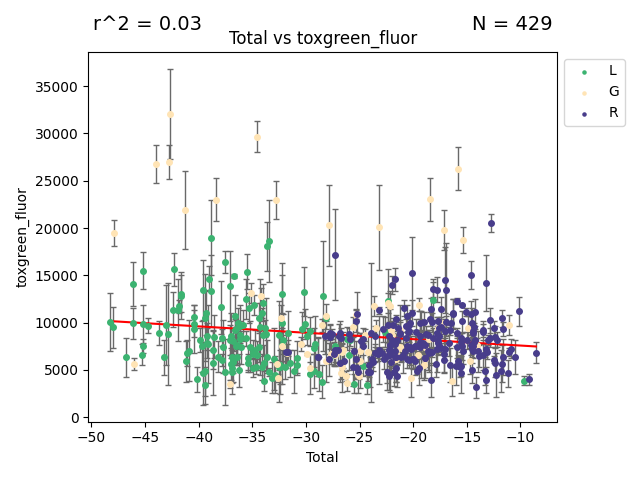 r^2 = 0.03
N = 429
Total vs toxgreen_fluor
L
G
R
toxgreen_fluor
35000
30000
25000
20000
15000
10000
5000
0
−50
−45
−40
−35
−30
−25
−20
−15
−10
Total